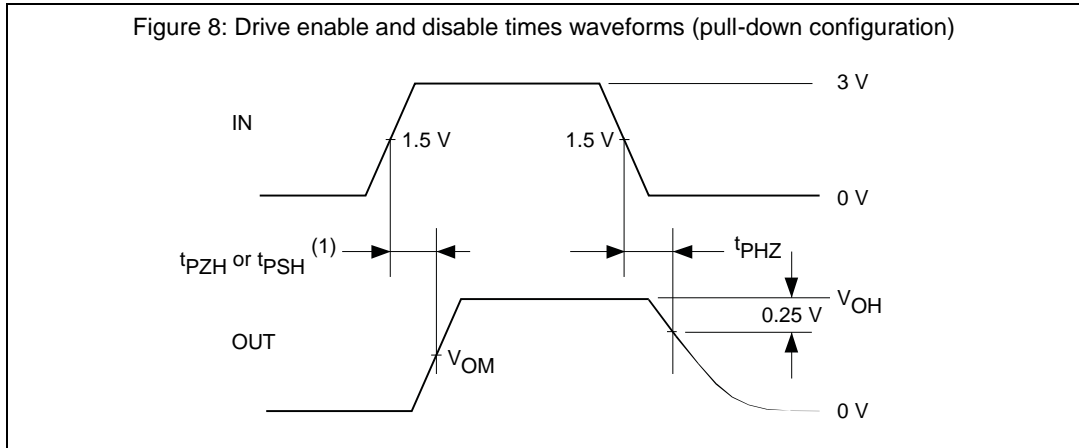 Figure 8: Drive enable and disable times waveforms (pull-down configuration)
3 V
IN
1.5 V
1.5 V
0 V
tPZH or tPSH (1)
tPHZ
VOH
0.25 V
OUT
VOM
0 V